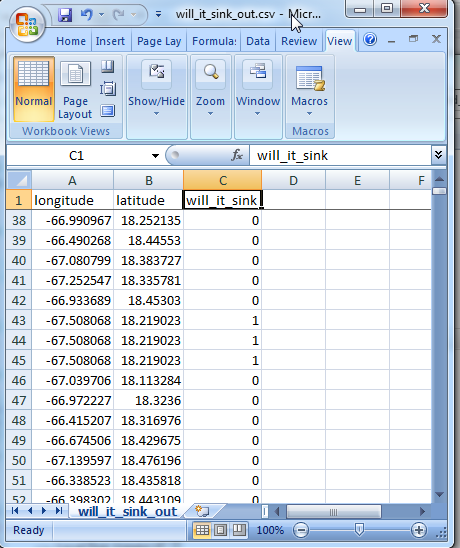 will_it_sink_out.csv - Micr...
Home Insert Page Lay Formulas Data Review View
Normal Page Layout Show/Hide Zoom Window Macros
Workbook Views Macros
C1 fx will_it_sink
A B C D E F
1 longitude latitude will_it_sink
38 -66.990967 18.252135 0
39 -66.490268 18.44553 0
40 -67.080799 18.383727 0
41 -67.252547 18.335781 0
42 -66.933689 18.45303 0
43 -67.508068 18.219023 1
44 -67.508068 18.219023 1
45 -67.508068 18.219023 1
46 -67.039706 18.113284 0
47 -66.972227 18.3236 0
48 -66.415207 18.316976 0
49 -66.674506 18.429675 0
50 -67.139597 18.476196 0
51 -66.338523 18.435818 0
52 -66.398302 18.443109 0
will_it_sink_out
Ready 100%